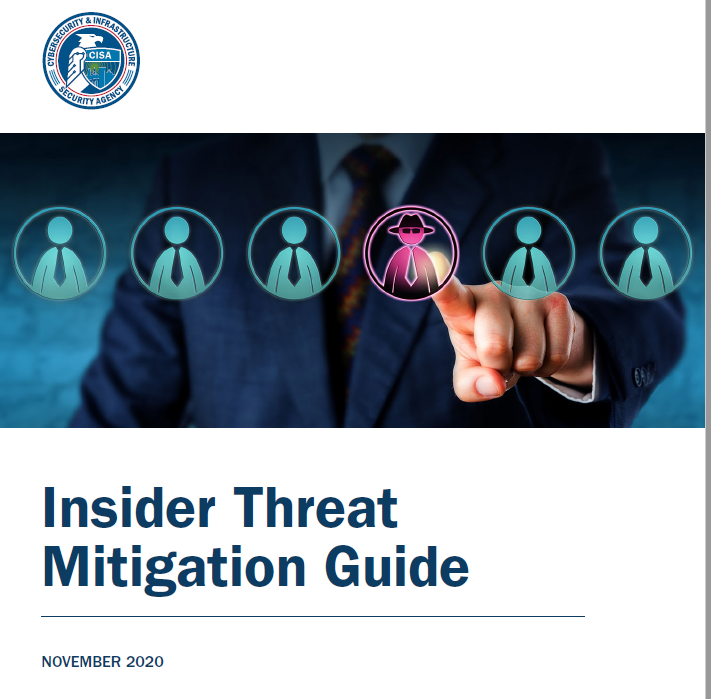 CYBERSECURITY & INFRASTRUCTURE
CISA
SECURITY AGENCY
Insider Threat
Mitigation Guide
NOVEMBER 2020